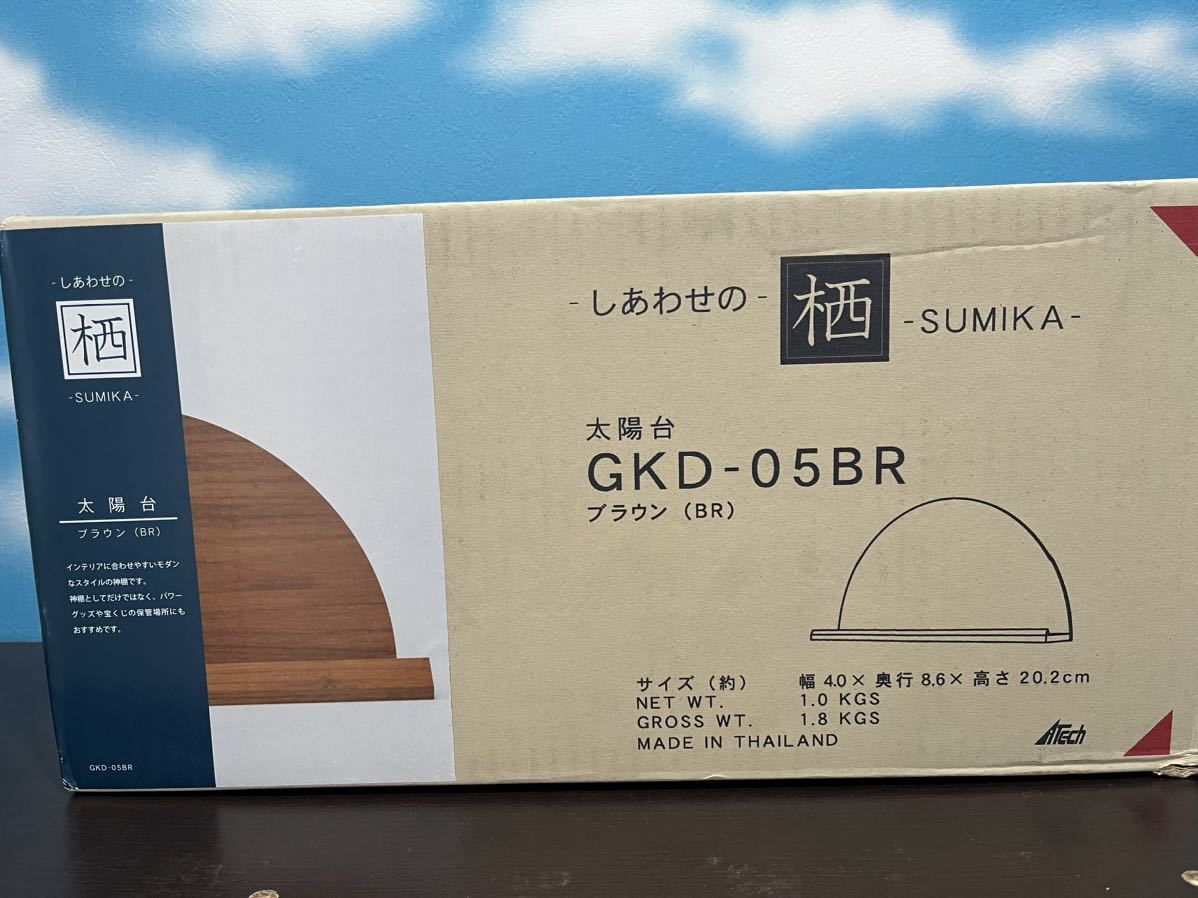 - しあわせの -
栖
-SUMIKA-
太陽台
ブラウン（BR）
インテリアに合わせやすいモダン
なスタイルの神棚です。
神棚としてだけではなく、パワー
グッズや宝くじの保管場所にも
おすすめです。
GKD-05BR
- しあわせの - 栖 -SUMIKA-
太陽台
GKD-05BR
ブラウン（BR）
サイズ（約） 幅 4.0× 奥行 8.6× 高さ 20.2cm
NET WT. 1.0 KGS
GROSS WT. 1.8 KGS
MADE IN THAILAND
ATech